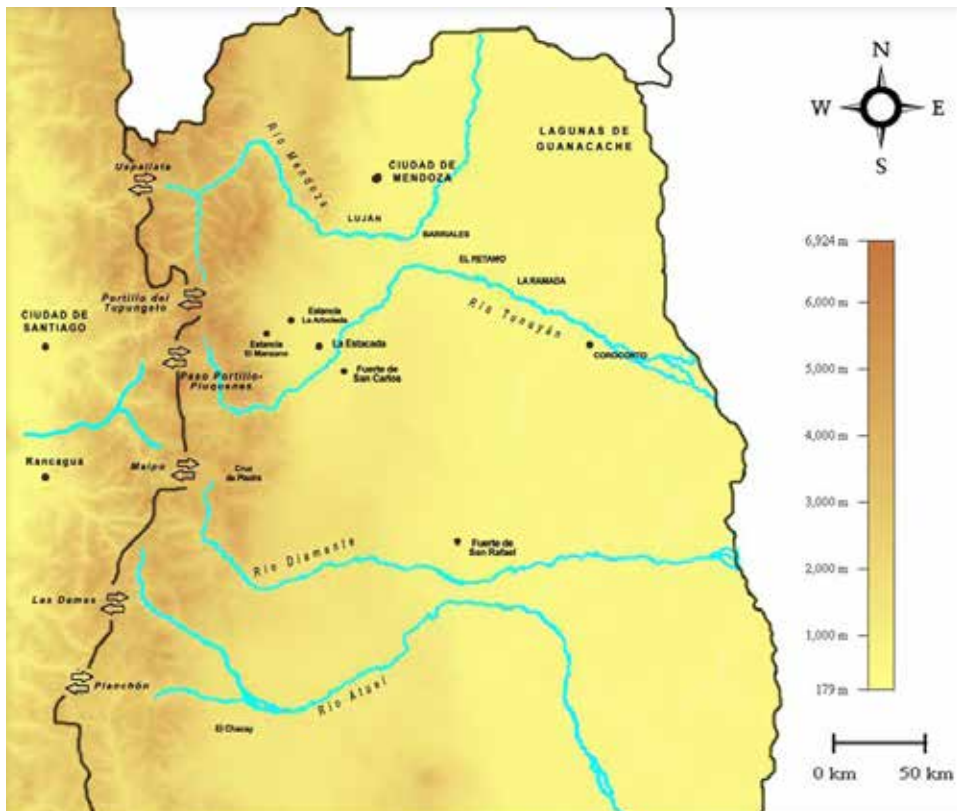 N
W E
S
LAGUNAS DE
GUANACACHE
Uspallata
Río Mendoza
CIUDAD DE
MENDOZA
LUJÁN
BARRIALES
EL RETAMO
LA RAMADA
Portillo del
Tupungato
CIUDAD DE
SANTIAGO
Estancia
La Arboleda
Estancia
El Manzano
La Estacada
Río Tunuyán
COROCORTO
Paso Portillo-
Piuquenes
Fuerte de
San Carlos
Rancagua
Maipo
Cruz
de Piedra
Río Diamante
Fuerte de
San Rafael
Las Damas
Planchón
Río Atuel
El Chacay
6,924 m
6,000 m
5,000 m
4,000 m
3,000 m
2,000 m
1,000 m
179 m
0 km 50 km